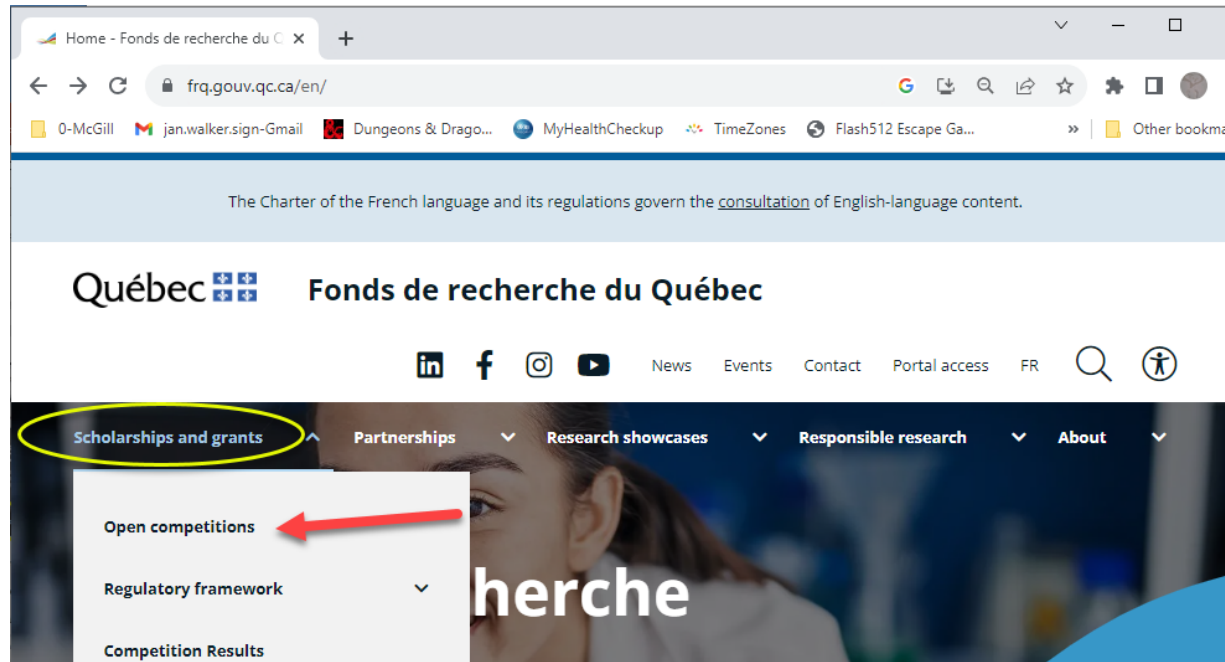 Home - Fonds de recherche du Q
frq.gouv.qc.ca/en/
0-McGill jan.walker.sign-Gmail Dungeons & Drago... MyHealthCheckup TimeZones Flash512 Escape Ga... » Other bookma
The Charter of the French language and its regulations govern the consultation of English-language content.
Québec Fonds de recherche du Québec
News Events Contact Portal access FR
Scholarships and grants Partnerships Research showcases Responsible research About
Open competitions
Regulatory framework
herche
Competition Results